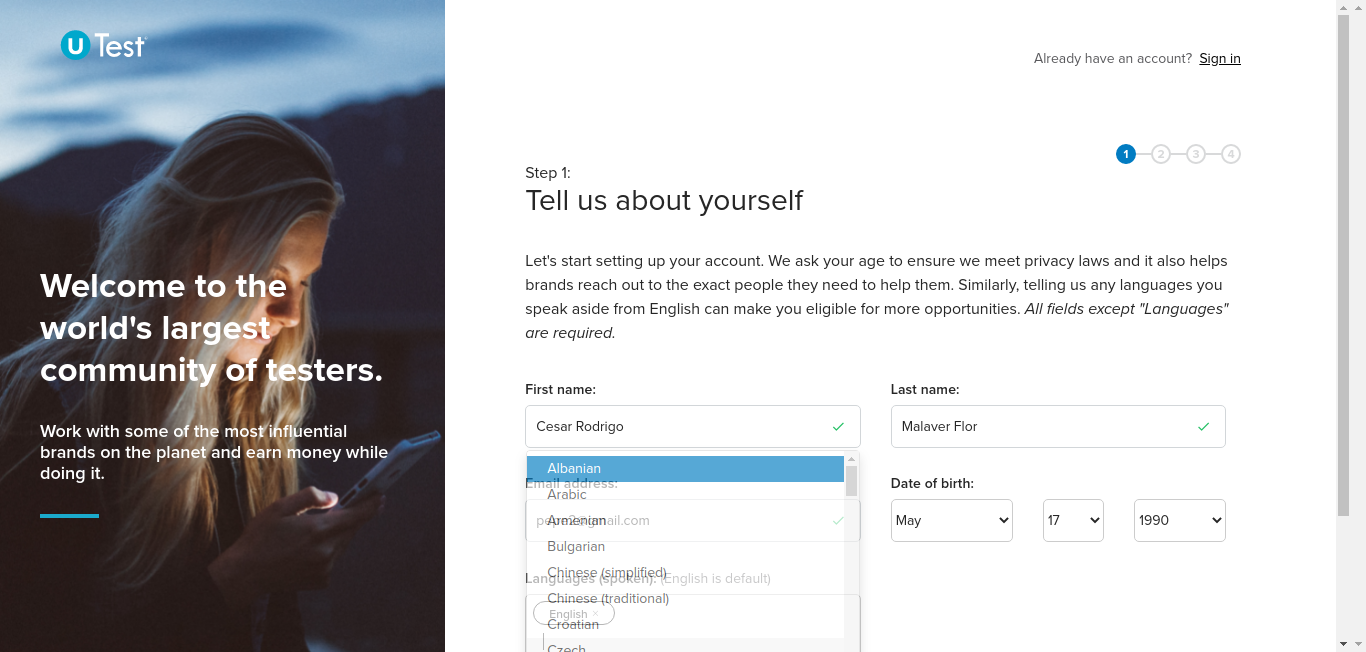 U Test
Already have an account? Sign in
1 2 3 4
Step 1:
Tell us about yourself
Let's start setting up your account. We ask your age to ensure we meet privacy laws and it also helps
brands reach out to the exact people they need to help them. Similarly, telling us any languages you
speak aside from English can make you eligible for more opportunities. All fields except "Languages"
are required.
Welcome to the
world's largest
community of testers.
Work with some of the most influential
brands on the planet and earn money while
doing it.
First name:
Last name:
Cesar Rodrigo
Malaver Flor
Albanian
Email address:
Date of birth:
Arabic
Armenian
@gmail.com
May
17
1990
Bulgarian
Chinese (simplified)
Languages (spoken): (English is default)
Chinese (traditional)
English ×
Croatian
Czech